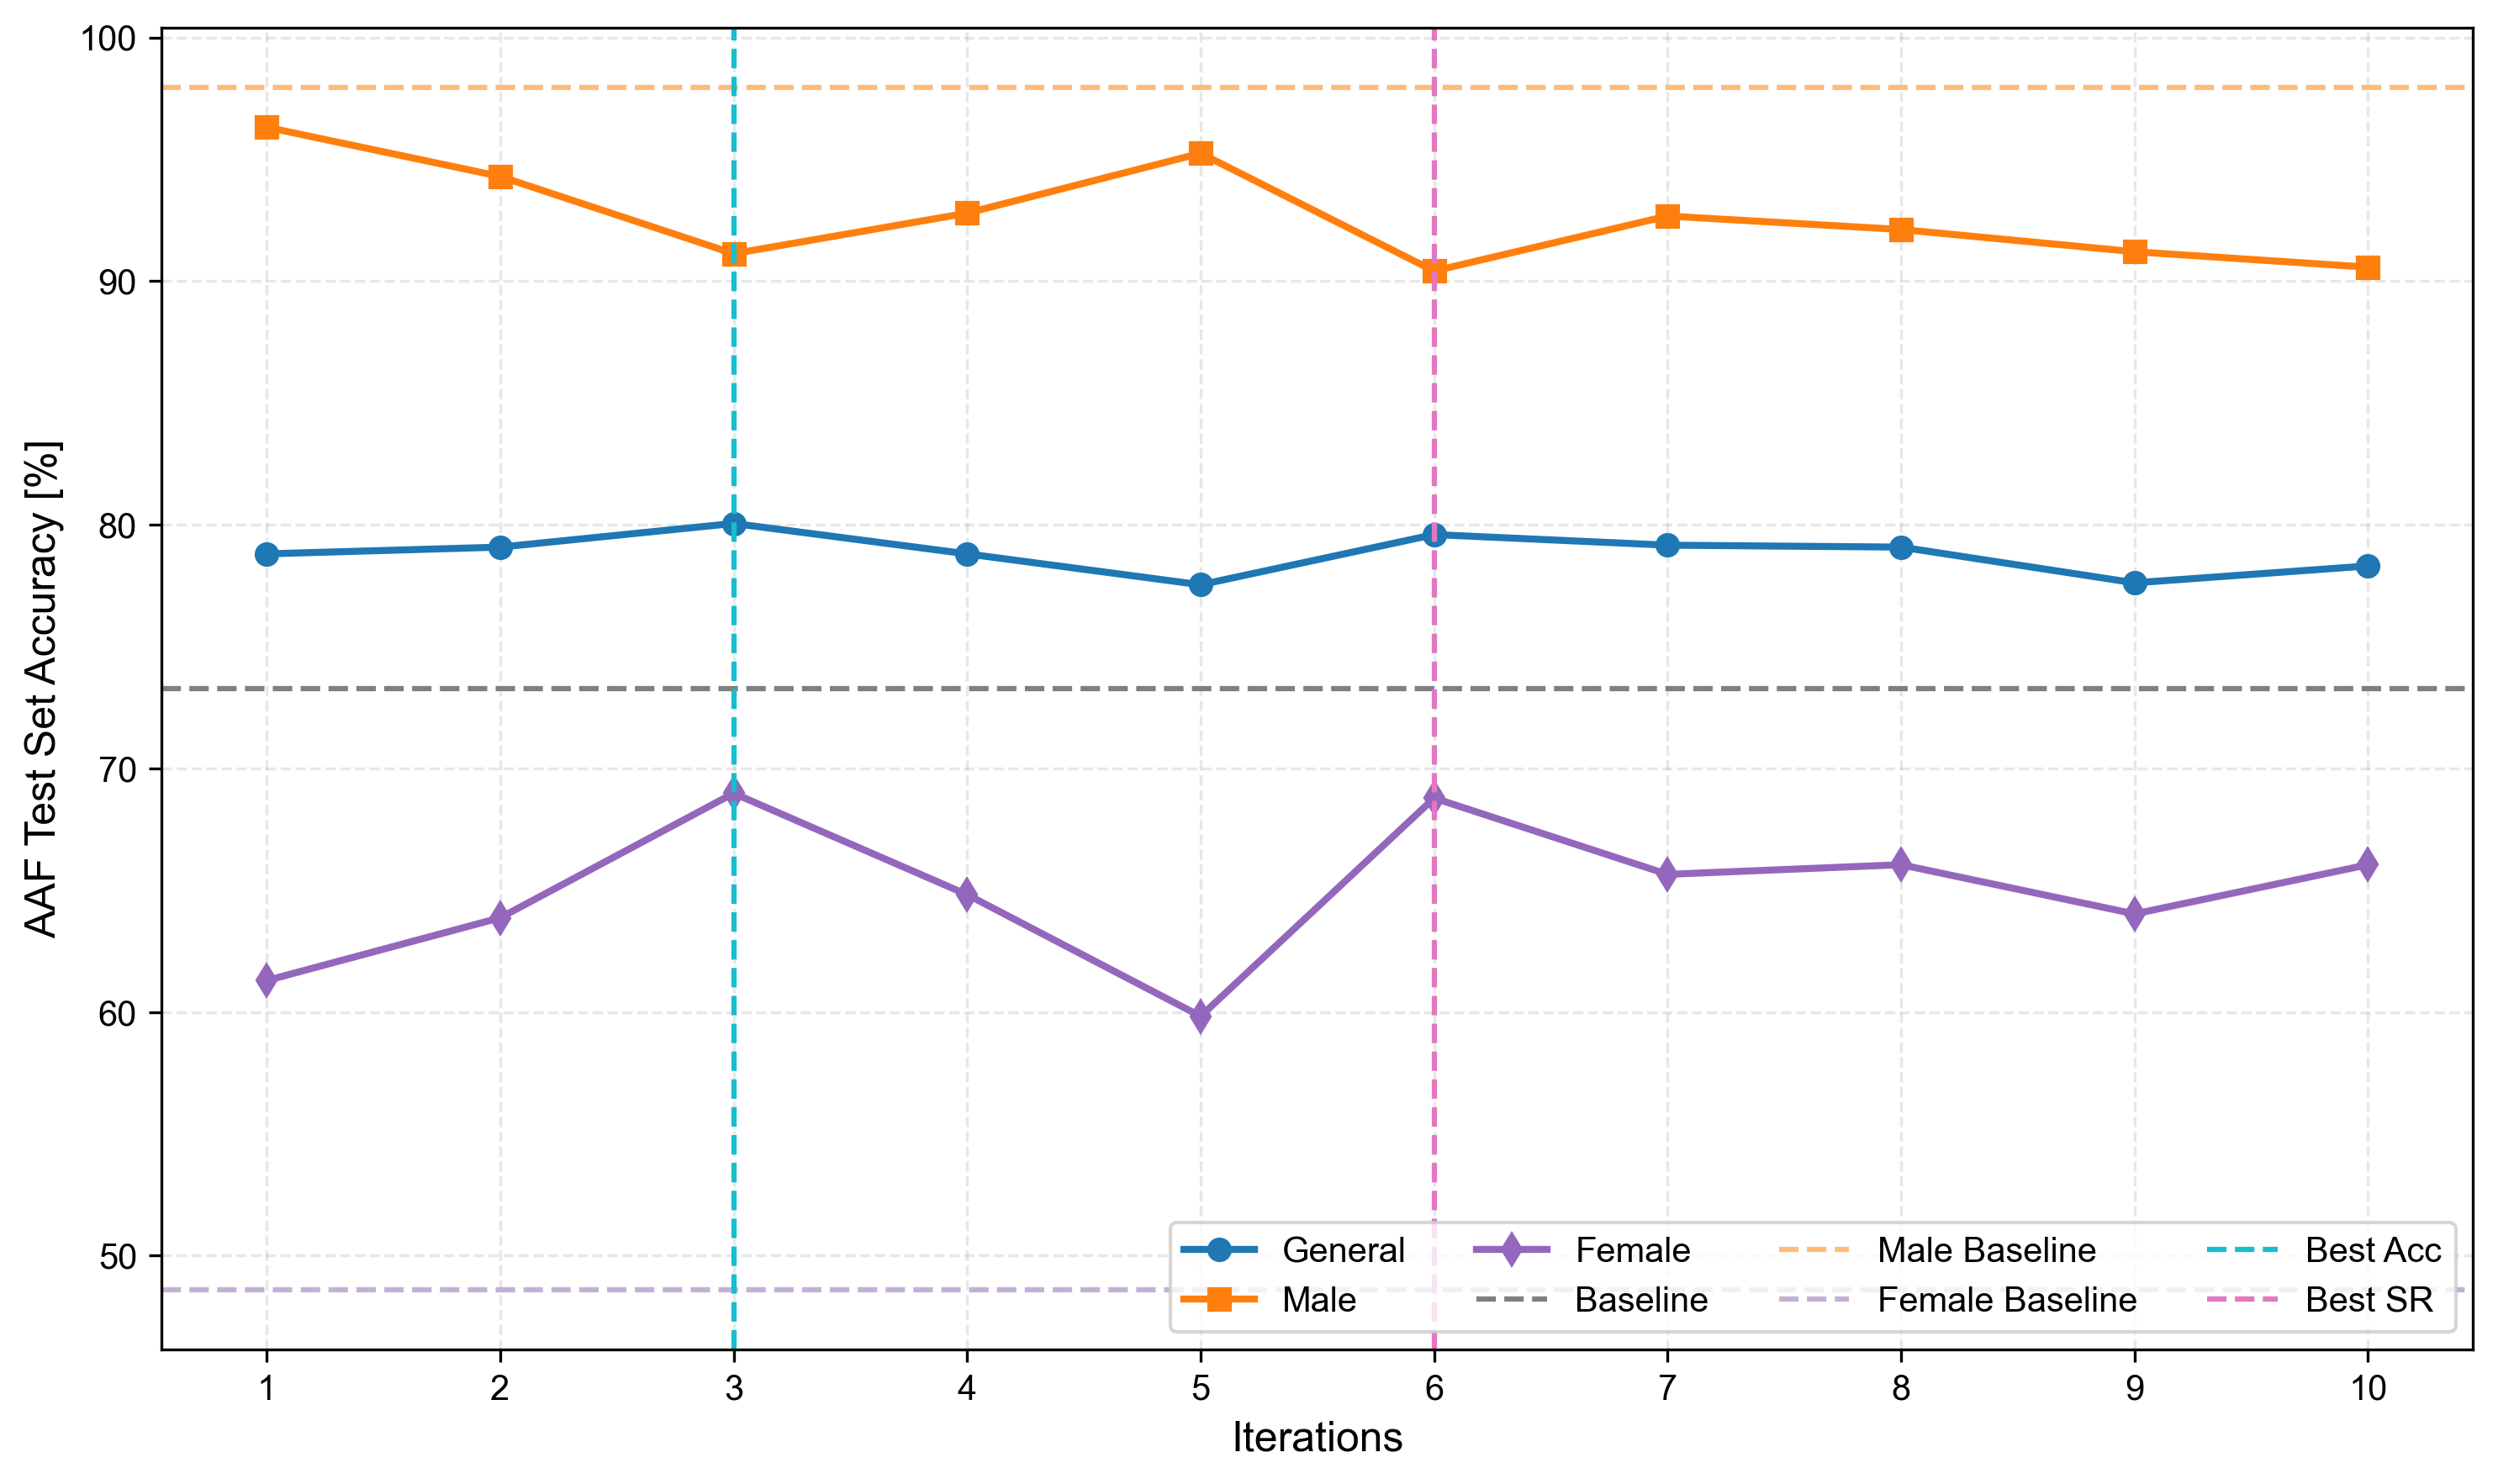 100
90
80
70
60
50
AAF Test Set Accuracy [%]
General
Male
Female
Baseline
Male Baseline
Female Baseline
Best Acc
Best SR
1 2 3 4 5 6 7 8 9 10
Iterations